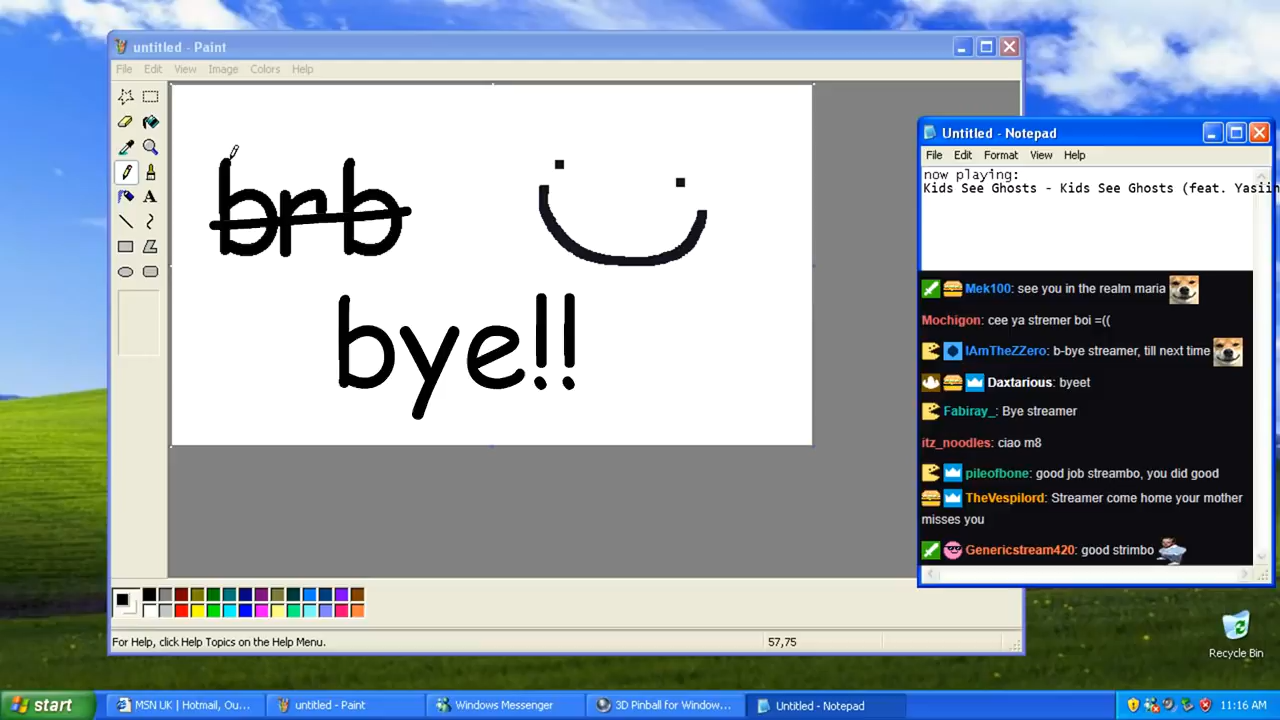 untitled - Paint
File Edit View Image Colors Help
brb
bye!!
For Help, click Help Topics on the Help Menu.
57,75
Untitled - Notepad
File Edit Format View Help
now playing:
Kids See Ghosts - Kids See Ghosts (feat. Yasiin
Mek100: see you in the realm maria
Mochigon: cee ya stremer boi =((
IAmTheZZero: b-bye streamer, till next time
Daxtarious: byeet
Fabiray_: Bye streamer
itz_noodles: ciao m8
pileofbone: good job streambo, you did good
TheVespilord: Streamer come home your mother
misses you
Genericstream420: good strimbo
Recycle Bin
start
MSN UK | Hotmail, Ou...
untitled - Paint
Windows Messenger
3D Pinball for Window...
Untitled - Notepad
11:16 AM